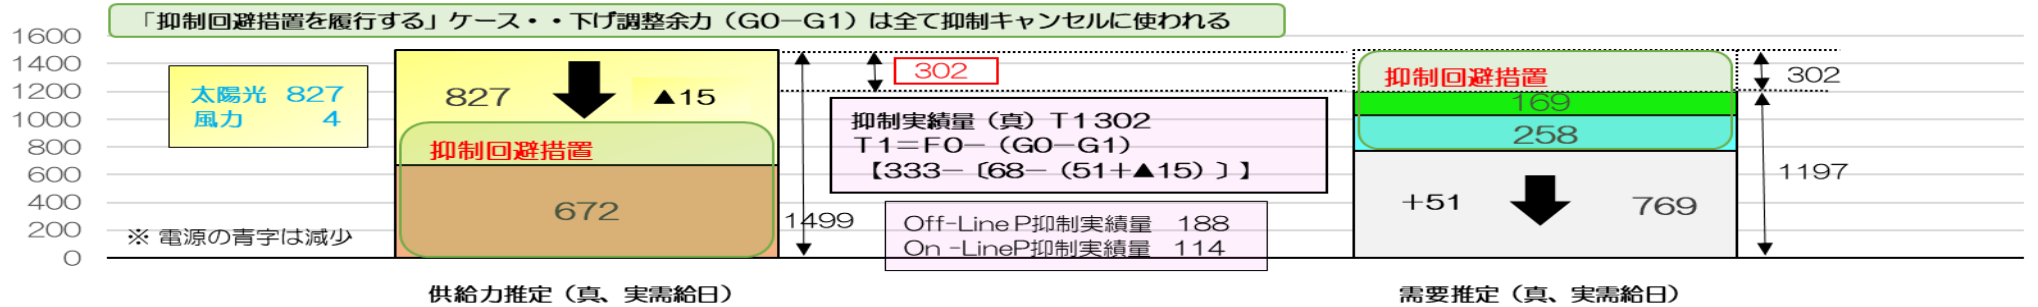 「抑制回避措置を履行する」ケース・・下げ調整余力（G0－G1）は全て抑制キャンセルに使われる
1600
1400
1200
1000
800
600
400
200
0
太陽光 827
風力 4
827
▲15
抑制回避措置
672
※ 電源の青字は減少
1499
302
抑制実績量（真）T1302
T1＝F0－（G0－G1）
【333－〔68－（51＋▲15）〕】
Off-Line P抑制実績量 188
On -LineP抑制実績量 114
抑制回避措置
169
258
+51
769
302
1197
供給力推定（真、実需給日）
需要推定（真、実需給日）